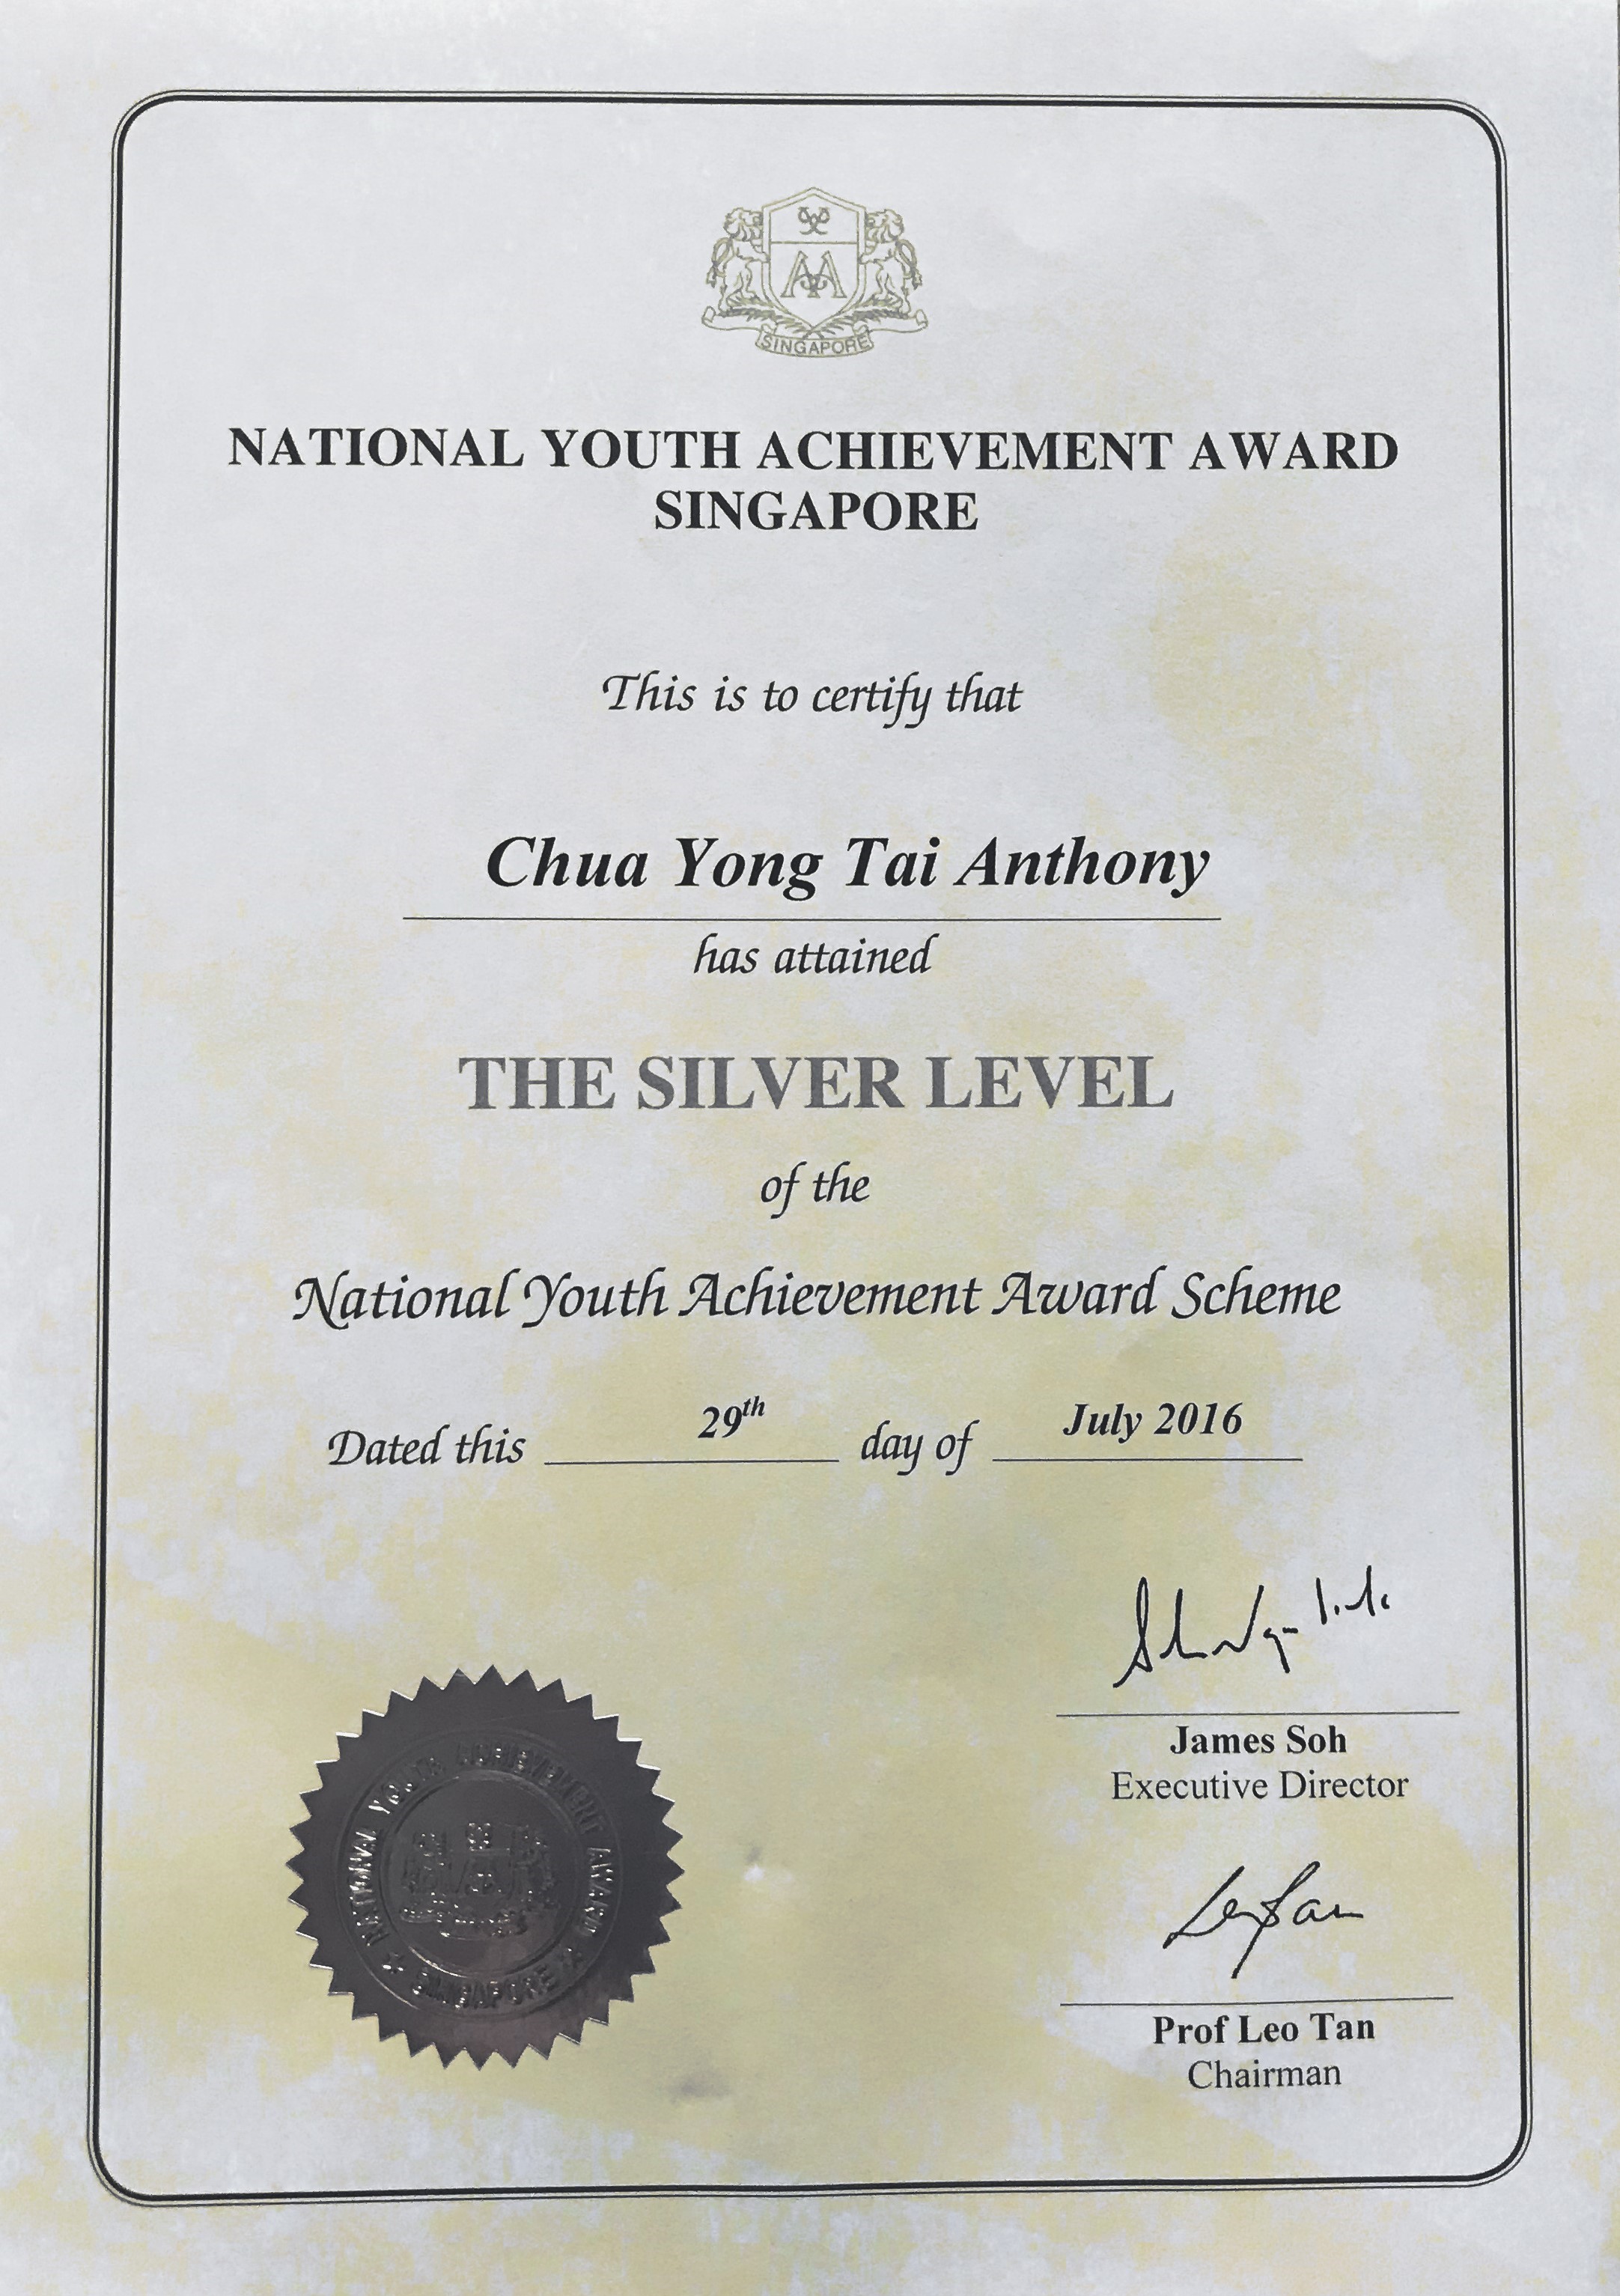 SINGAPORE
NATIONAL YOUTH ACHIEVEMENT AWARD
SINGAPORE
This is to certify that
Chua Yong Tai Anthony
has attained
THE SILVER LEVEL
of the
National Youth Achievement Award Scheme
Dated this 29th day of July 2016
James Soh
Executive Director
NATIONAL YOUTH ACHIEVEMENT AWARD
SINGAPORE
Prof Leo Tan
Chairman